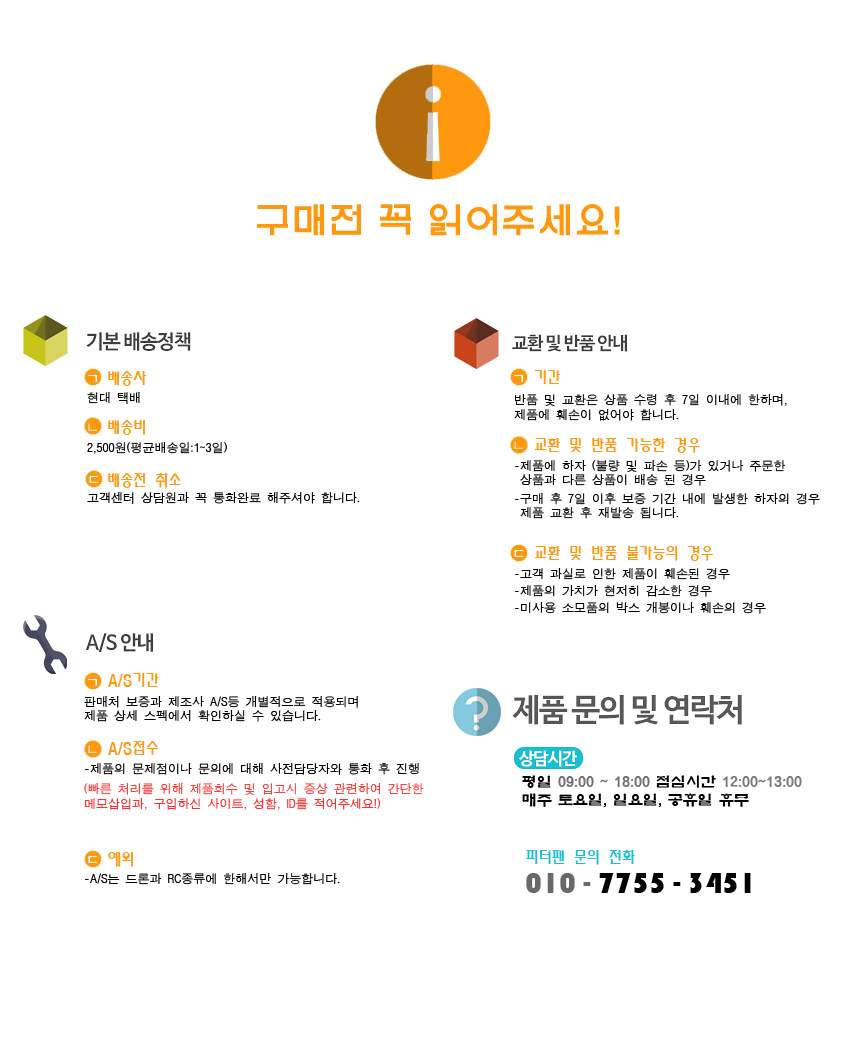 구매전 꼭 읽어주세요!
기본 배송정책
ㄱ 배송사
현대 택배
ㄴ 배송비
2,500원(평균배송일:1~3일)
ㄷ 배송전 취소
고객센터 상담원과 꼭 통화완료 해주셔야 합니다.
교환 및 반품 안내
ㄱ 기간
반품 및 교환은 상품 수령 후 7일 이내에 한하며,
제품에 훼손이 없어야 합니다.
ㄴ 교환 및 반품 가능한 경우
-제품에 하자 (불량 및 파손 등)가 있거나 주문한
상품과 다른 상품이 배송 된 경우
-구매 후 7일 이후 보증 기간 내에 발생한 하자의 경우
제품 교환 후 재발송 됩니다.
ㄷ 교환 및 반품 불가능의 경우
-고객 과실로 인한 제품이 훼손된 경우
-제품의 가치가 현저히 감소한 경우
-미사용 소모품의 박스 개봉이나 훼손의 경우
A/S 안내
ㄱ A/S기간
판매처 보증과 제조사 A/S등 개별적으로 적용되며
제품 상세 스펙에서 확인하실 수 있습니다.
ㄴ A/S접수
-제품의 문제점이나 문의에 대해 사전담당자와 통화 후 진행
(빠른 처리를 위해 제품회수 및 입고시 증상 관련하여 간단한
메모삽입과, 구입하신 사이트, 성함, ID를 적어주세요!)
ㄷ 예외
-A/S는 드론과 RC종류에 한해서만 가능합니다.
제품 문의 및 연락처
상담시간
평일 09:00 ~ 18:00 점심시간 12:00~13:00
매주 토요일, 일요일, 공휴일 휴무
피터팬 문의 전화
010 - 7755 - 3451